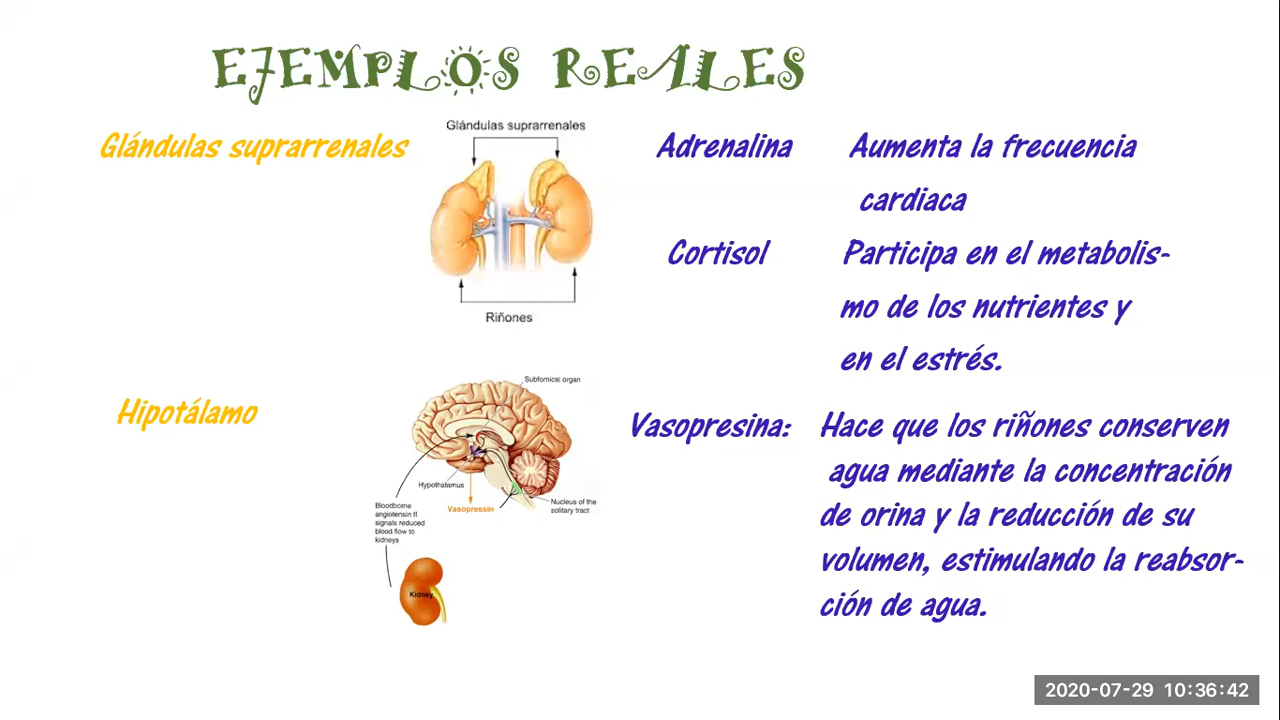 EJEMPLOS REALES
Glándulas suprarrenales
Glándulas suprarrenales
Riñones
Adrenalina
Aumenta la frecuencia
cardiaca
Cortisol
Participa en el metabolis-
mo de los nutrientes y
en el estrés.
Hipotálamo
Subfornical organ
Hypothalamus
Vasopressin
Nucleus of the
solitary tract
Bloodborne
angiotensin II
signals reduced
blood flow to
kidneys
Kidney
Vasopresina:
Hace que los riñones conserven
agua mediante la concentración
de orina y la reducción de su
volumen, estimulando la reabsor-
ción de agua.
2020-07-29 10:36:42